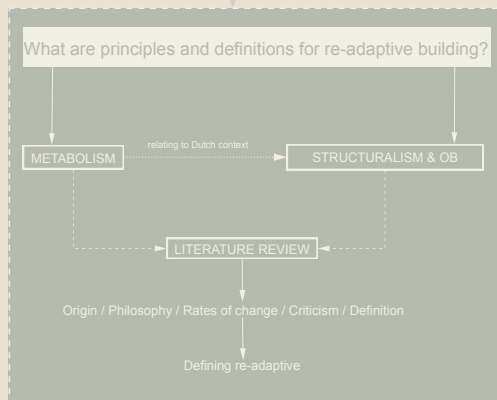 What are principles and definitions for re-adaptive building?
relating to Dutch context
METABOLISM
STRUCTURALISM & OB
LITERATURE REVIEW
Origin / Philosophy / Rates of change / Criticism / Definition
Defining re-adaptive